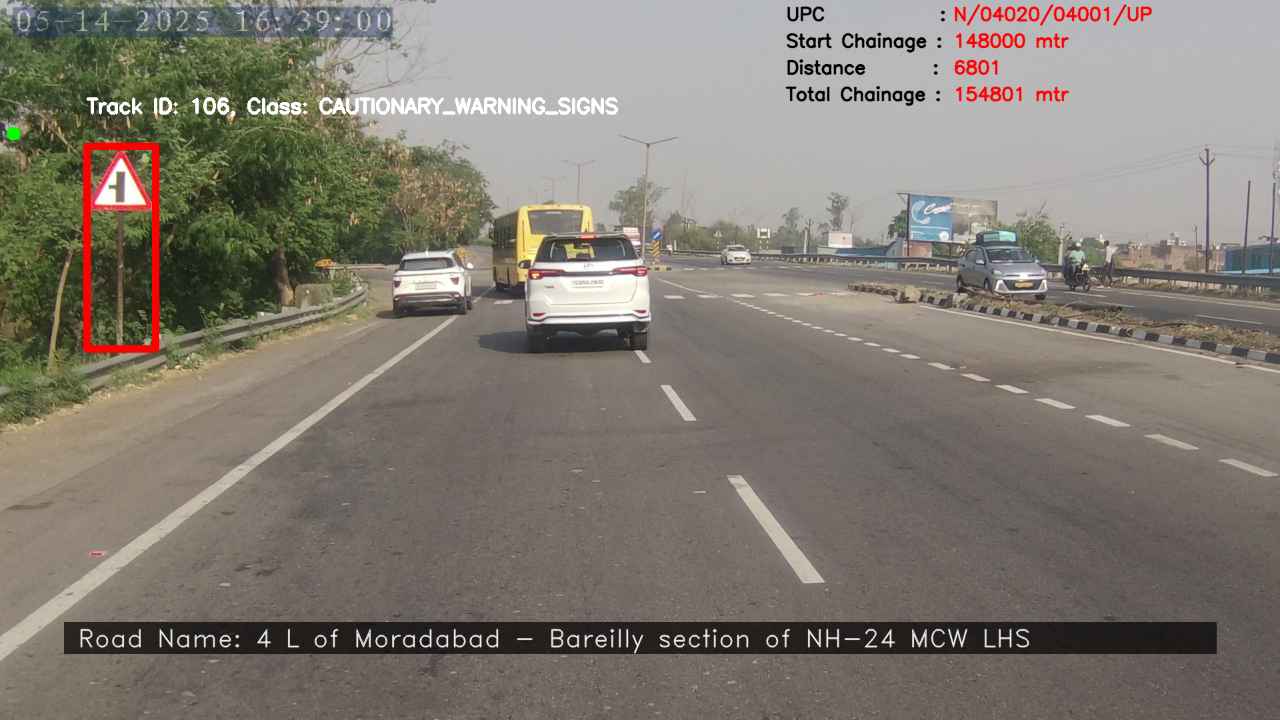 05-14-2025 16:39:00
UPC : N/04020/04001/UP
Start Chainage : 148000 mtr
Distance : 6801
Total Chainage : 154801 mtr
Track ID: 106, Class: CAUTIONARY_WARNING_SIGNS
Road Name: 4 L of Moradabad - Bareilly section of NH-24 MCW LHS